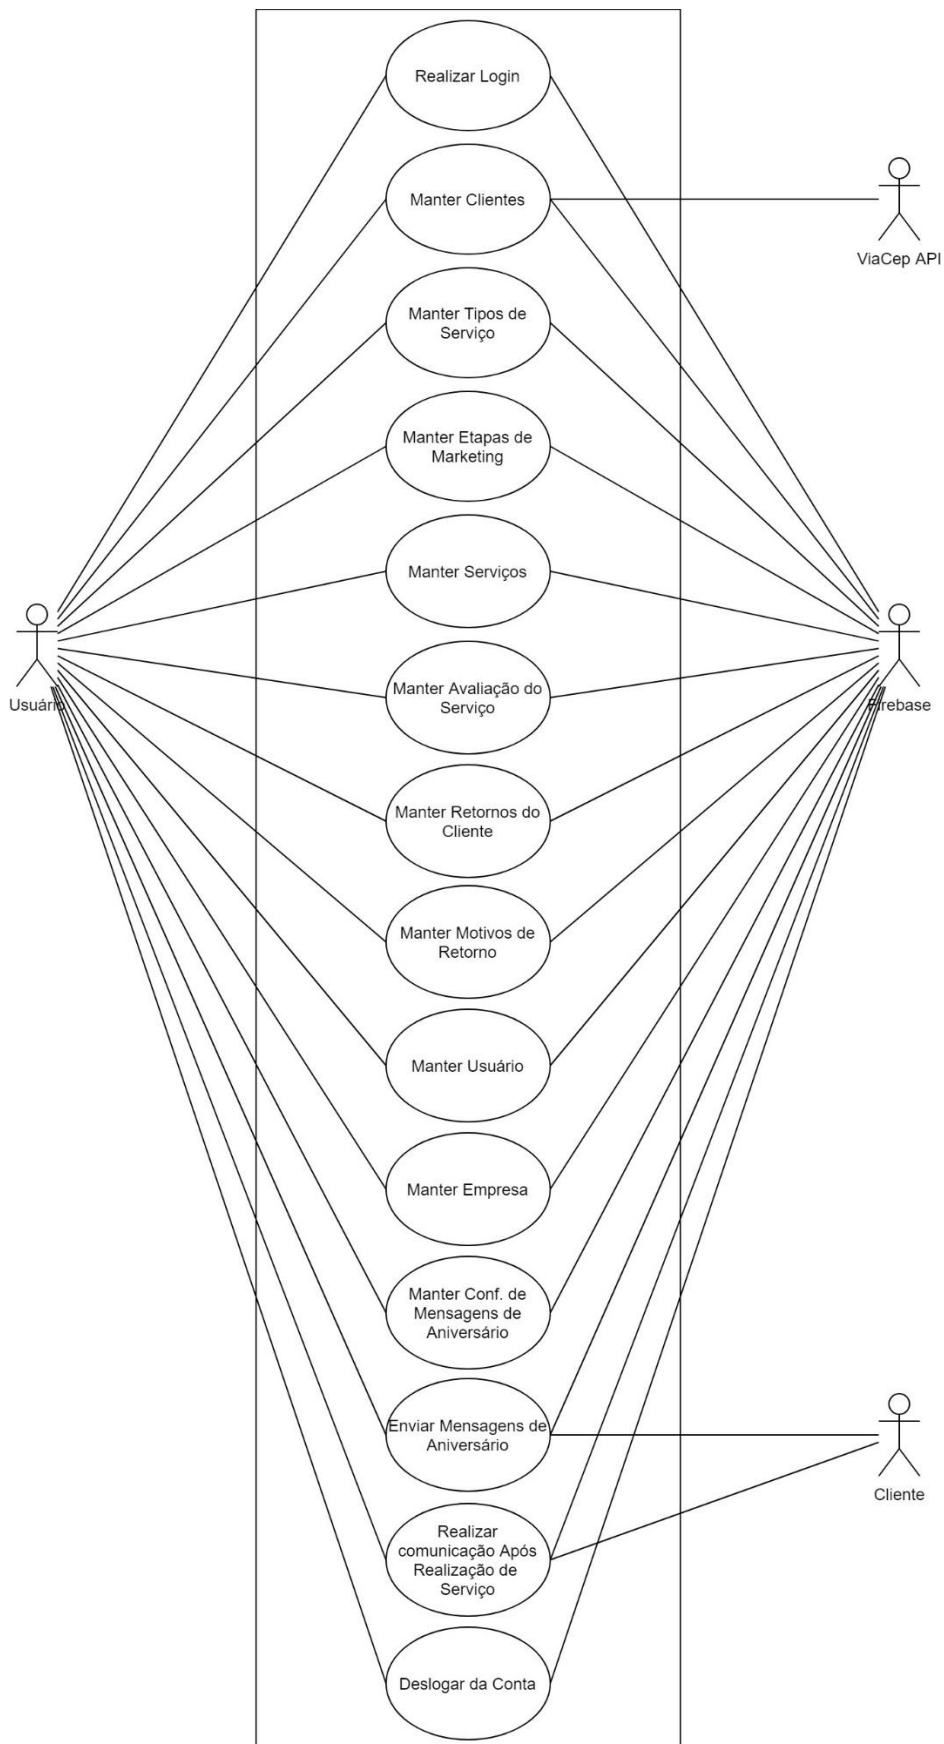 Realizar Login
Manter Clientes
ViaCep API
Manter Tipos de
Serviço
Manter Etapas de
Marketing
Manter Serviços
Usuário
Firebase
Manter Avaliação do
Serviço
Manter Retornos do
Cliente
Manter Motivos de
Retorno
Manter Usuário
Manter Empresa
Manter Conf. de
Mensagens de
Aniversário
Enviar Mensagens de
Aniversário
Cliente
Realizar
comunicação Após
Realização de
Serviço
Deslogar da Conta